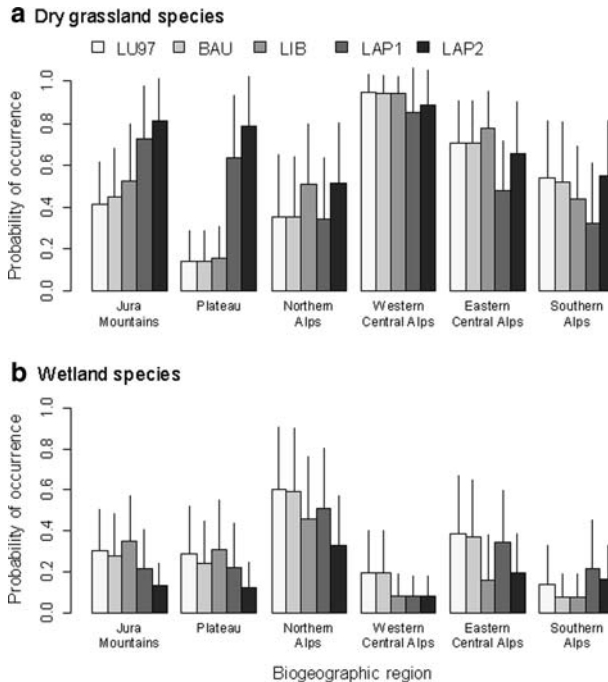 a Dry grassland species
LU97 BAU LIB LAP1 LAP2
Probability of occurrence
0.0 0.2 0.4 0.6 0.8 1.0
Jura Mountains
Plateau
Northern Alps
Western Central Alps
Eastern Central Alps
Southern Alps
b Wetland species
Probability of occurrence
0.0 0.2 0.4 0.6 0.8 1.0
Jura Mountains
Plateau
Northern Alps
Western Central Alps
Eastern Central Alps
Southern Alps
Biogeographic region